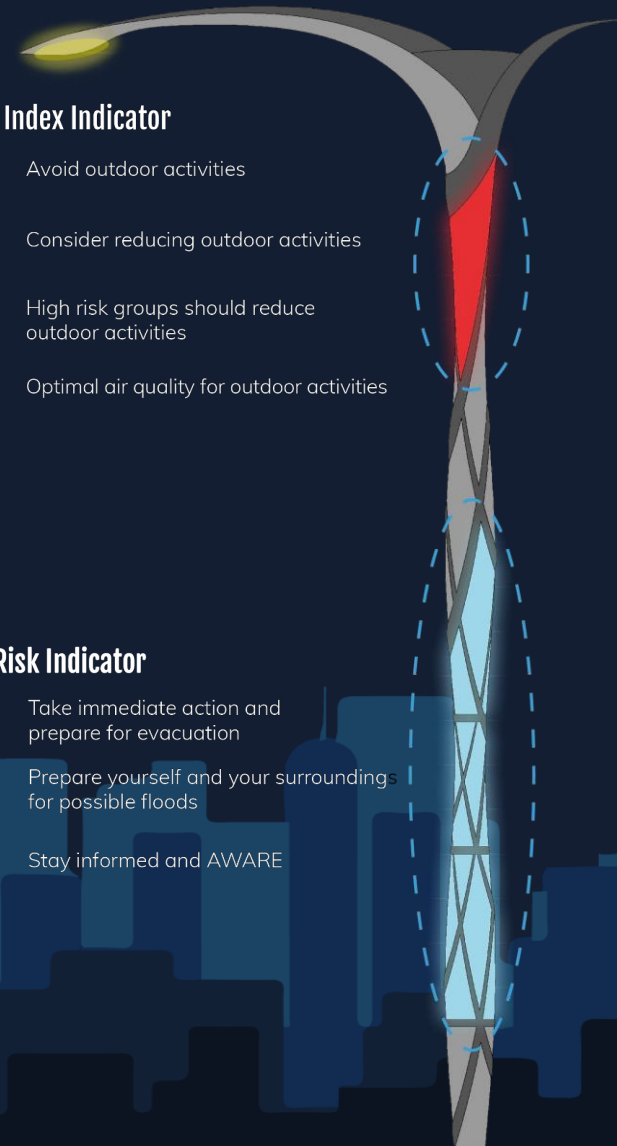 Index Indicator
Avoid outdoor activities
Consider reducing outdoor activities
High risk groups should reduce
outdoor activities
Optimal air quality for outdoor activities
Risk Indicator
Take immediate action and
prepare for evacuation
Prepare yourself and your surroundings
for possible floods
Stay informed and AWARE